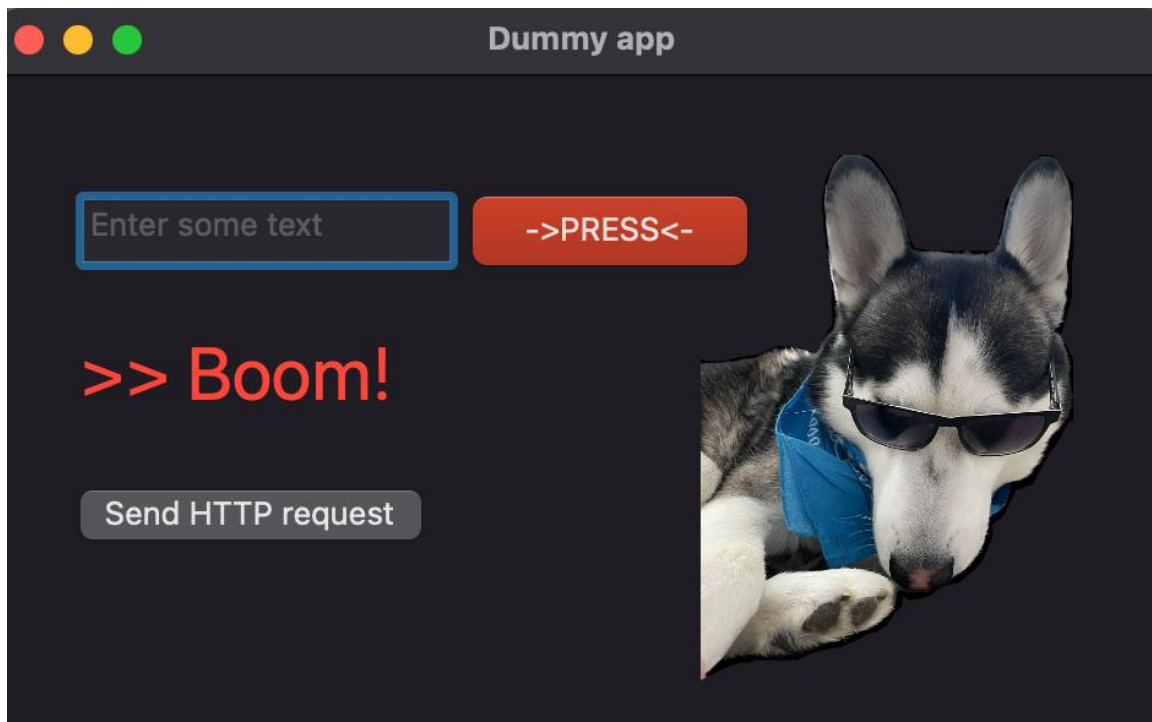 Dummy app
Enter some text
->PRESS<-
>> Boom!
Send HTTP request